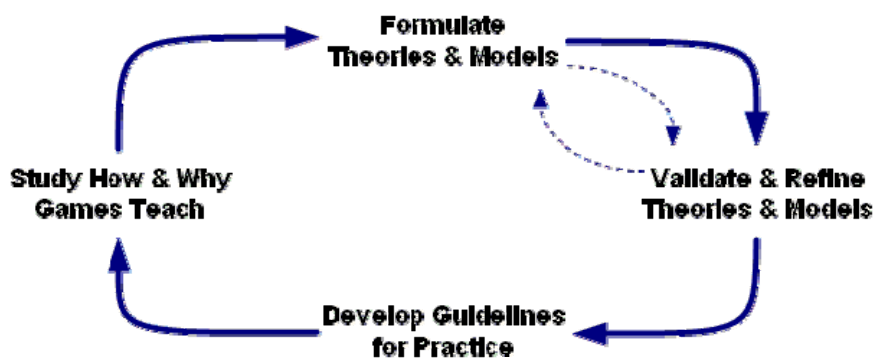 Formulate
Theories & Models
Validate & Refine
Theories & Models
Develop Guidelines
for Practice
Study How & Why
Games Teach